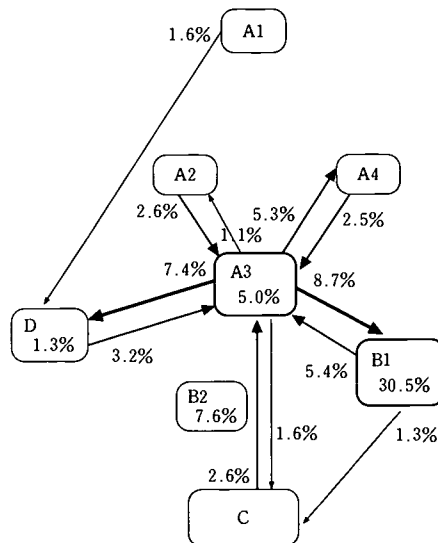 1.6%
A1
A2
A4
2.6%
1.1%
5.3%
2.5%
7.4%
A3
5.0%
8.7%
D
1.3%
3.2%
5.4%
B1
30.5%
B2
7.6%
1.6%
1.3%
2.6%
C